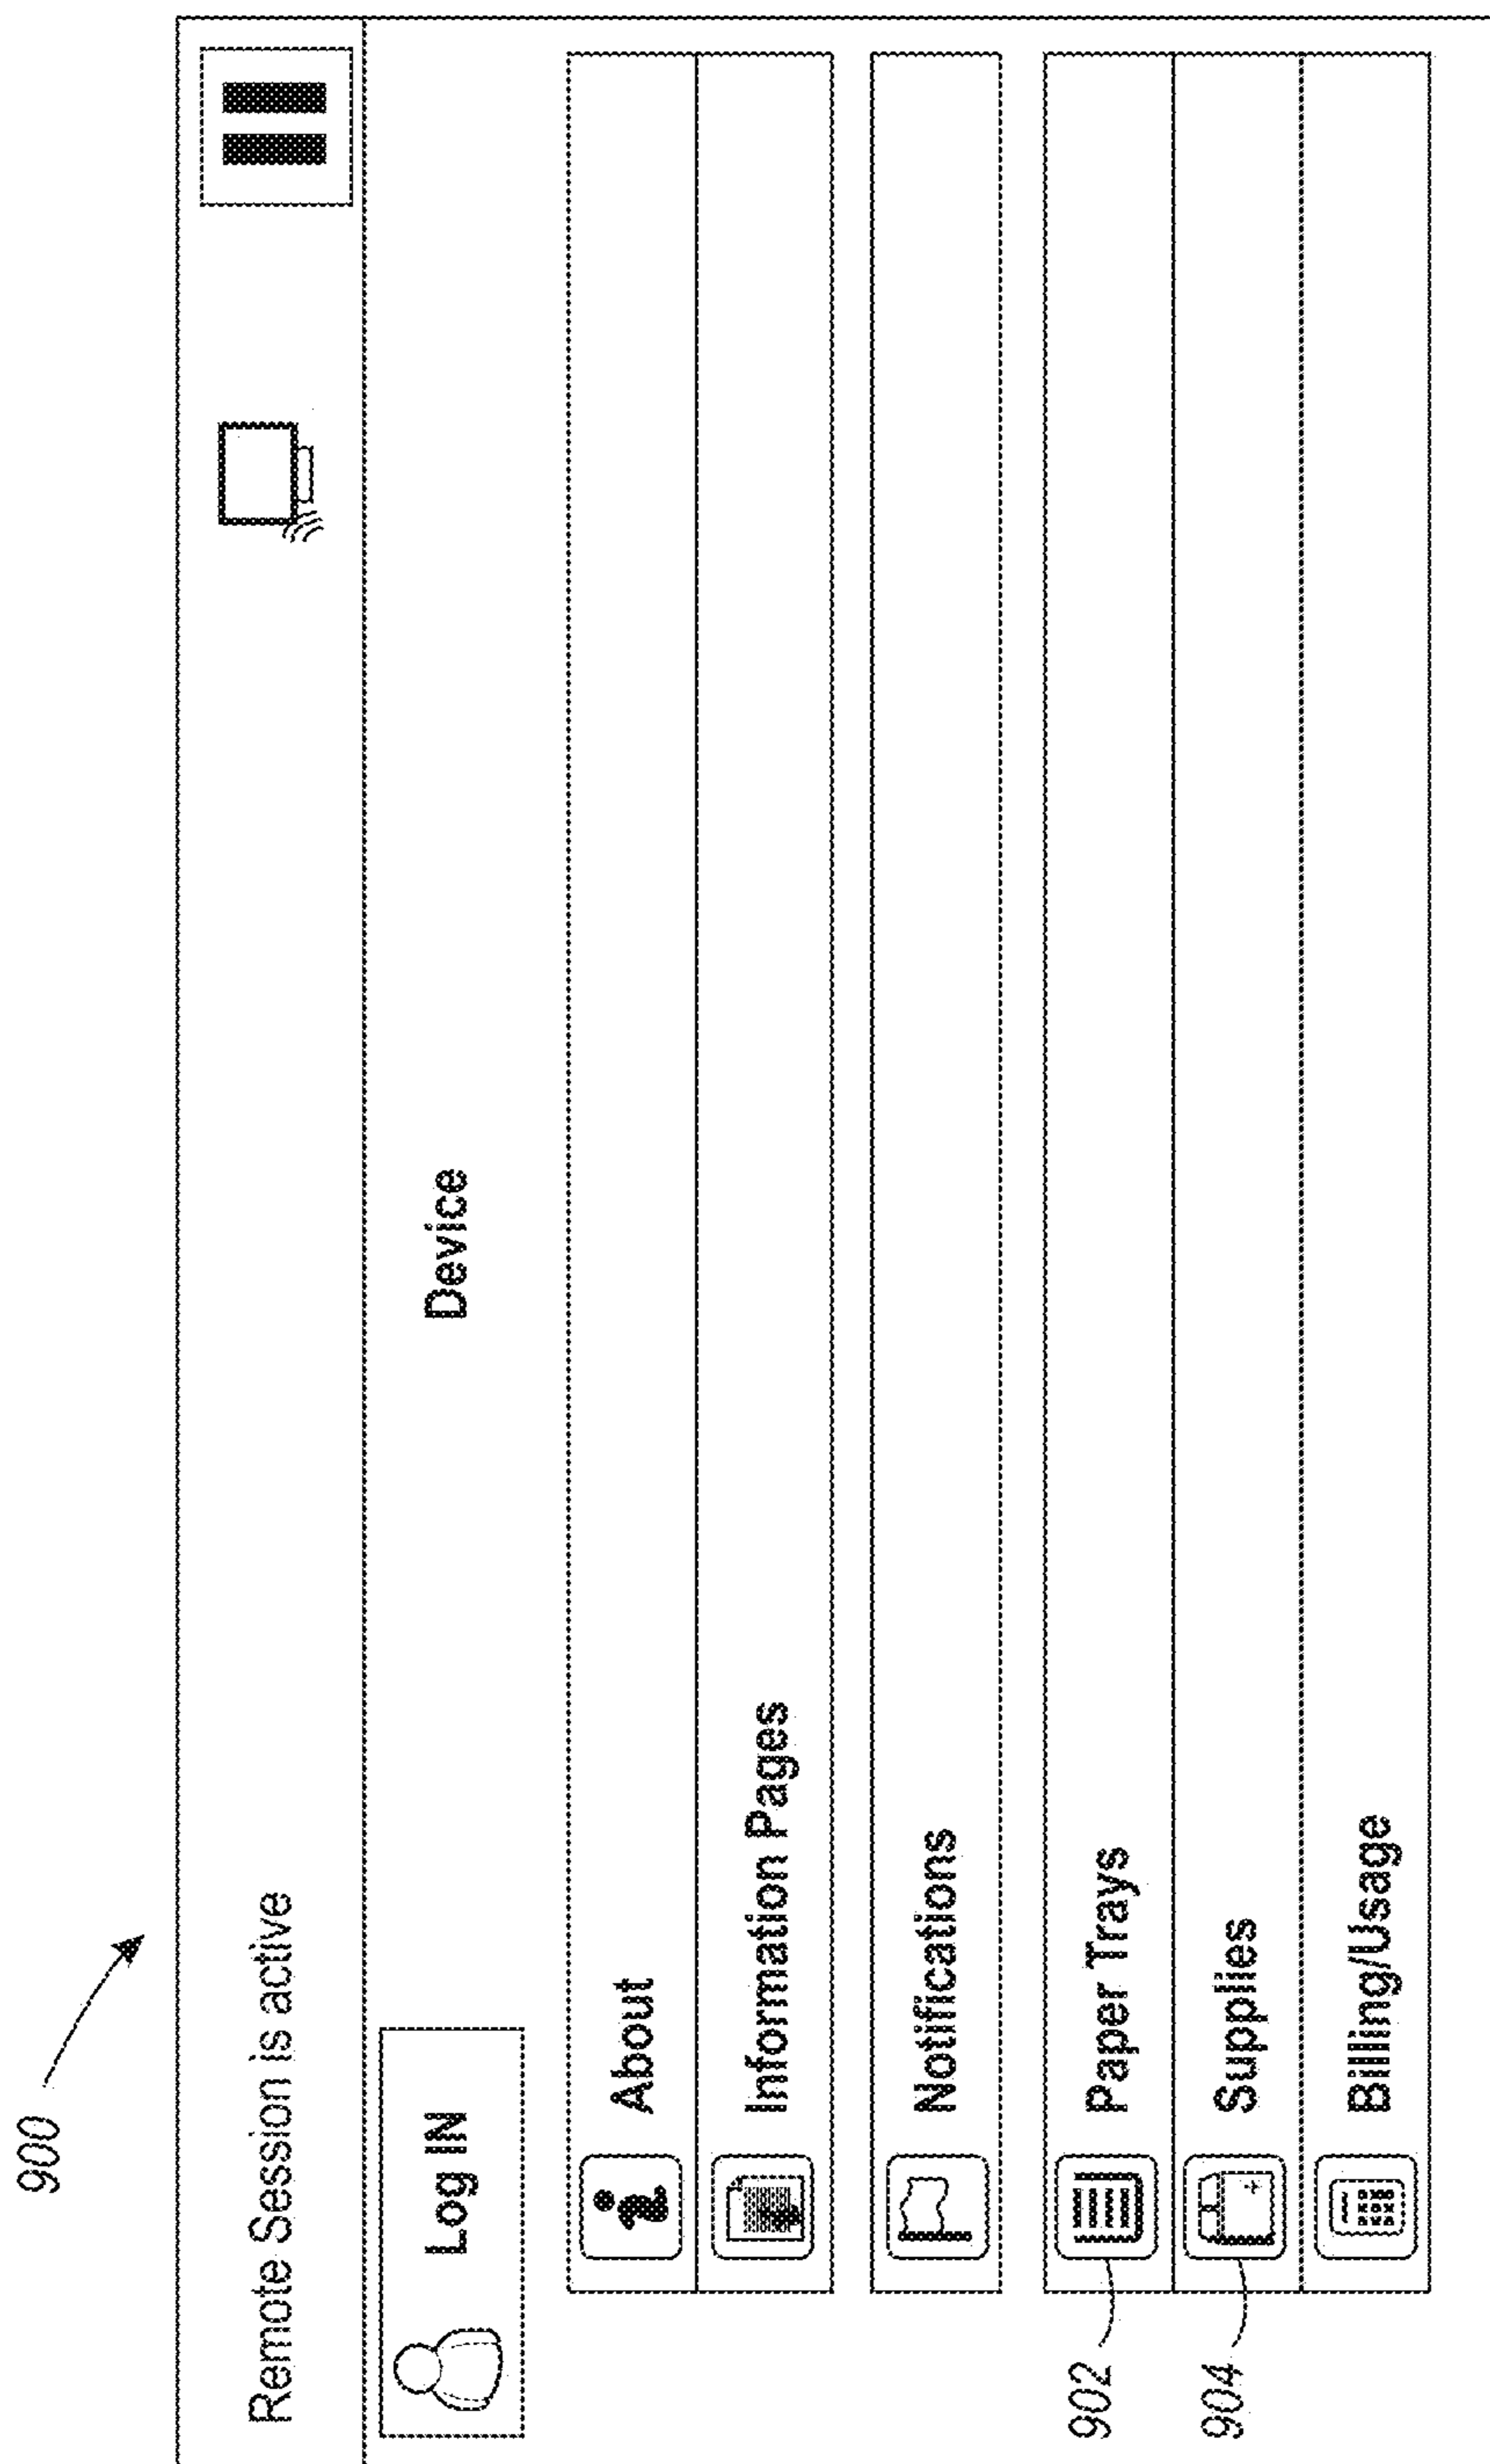 900
Remote Session is active
Log IN
Device
About
Information Pages
Notifications
902
Paper Trays
904
Supplies
Billing/Usage